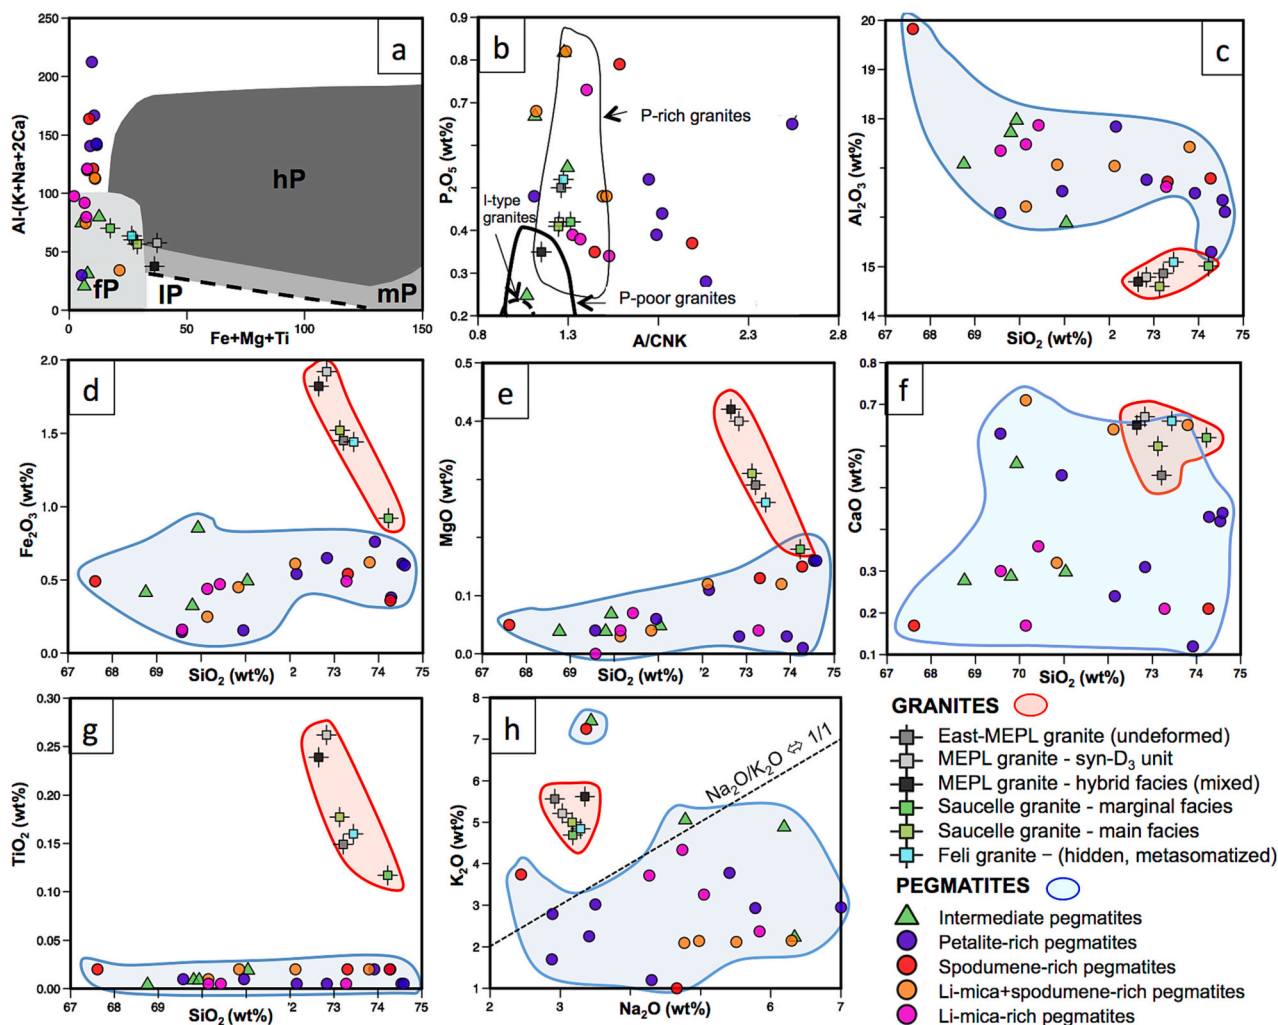 a
250
200
150
100
50
0
Al-(K+Na+2Ca)
hP
fP
lP
mP
0
50
100
150
Fe+Mg+Ti
b
0.9
0.8
0.7
0.4
0.3
0.2
P2O5 (wt%)
P-rich granites
I-type
granites
P-poor granites
0.8
1.3
2.3
2.8
A/CNK
c
20
19
18
16
15
14
Al2O3 (wt%)
67
68
69
2
73
74
75
SiO2 (wt%)
d
2.0
1.5
1.0
0.5
0.0
Fe2O3 (wt%)
67
68
69
2
73
74
75
SiO2 (wt%)
e
0.5
0.4
0.1
0.0
MgO (wt%)
67
68
69
2
73
74
75
SiO2 (wt%)
f
0.8
0.7
0.3
0.2
0.1
CaO (wt%)
67
68
69
70
2
73
74
75
SiO2 (wt%)
g
0.30
0.25
0.20
0.15
0.10
0.05
0.00
TiO2 (wt%)
67
68
69
2
73
74
75
SiO2 (wt%)
h
8
7
6
5
4
3
2
1
K2O (wt%)
Na2O/K2O ⇔ 1/1
2
3
6
7
Na2O (wt%)
GRANITES
East-MEPL granite (undeformed)
MEPL granite - syn-D3 unit
MEPL granite - hybrid facies (mixed)
Saucelle granite - marginal facies
Saucelle granite - main facies
Feli granite – (hidden, metasomatized)
PEGMATITES
Intermediate pegmatites
Petalite-rich pegmatites
Spodumene-rich pegmatites
Li-mica+spodumene-rich pegmatites
Li-mica-rich pegmatites